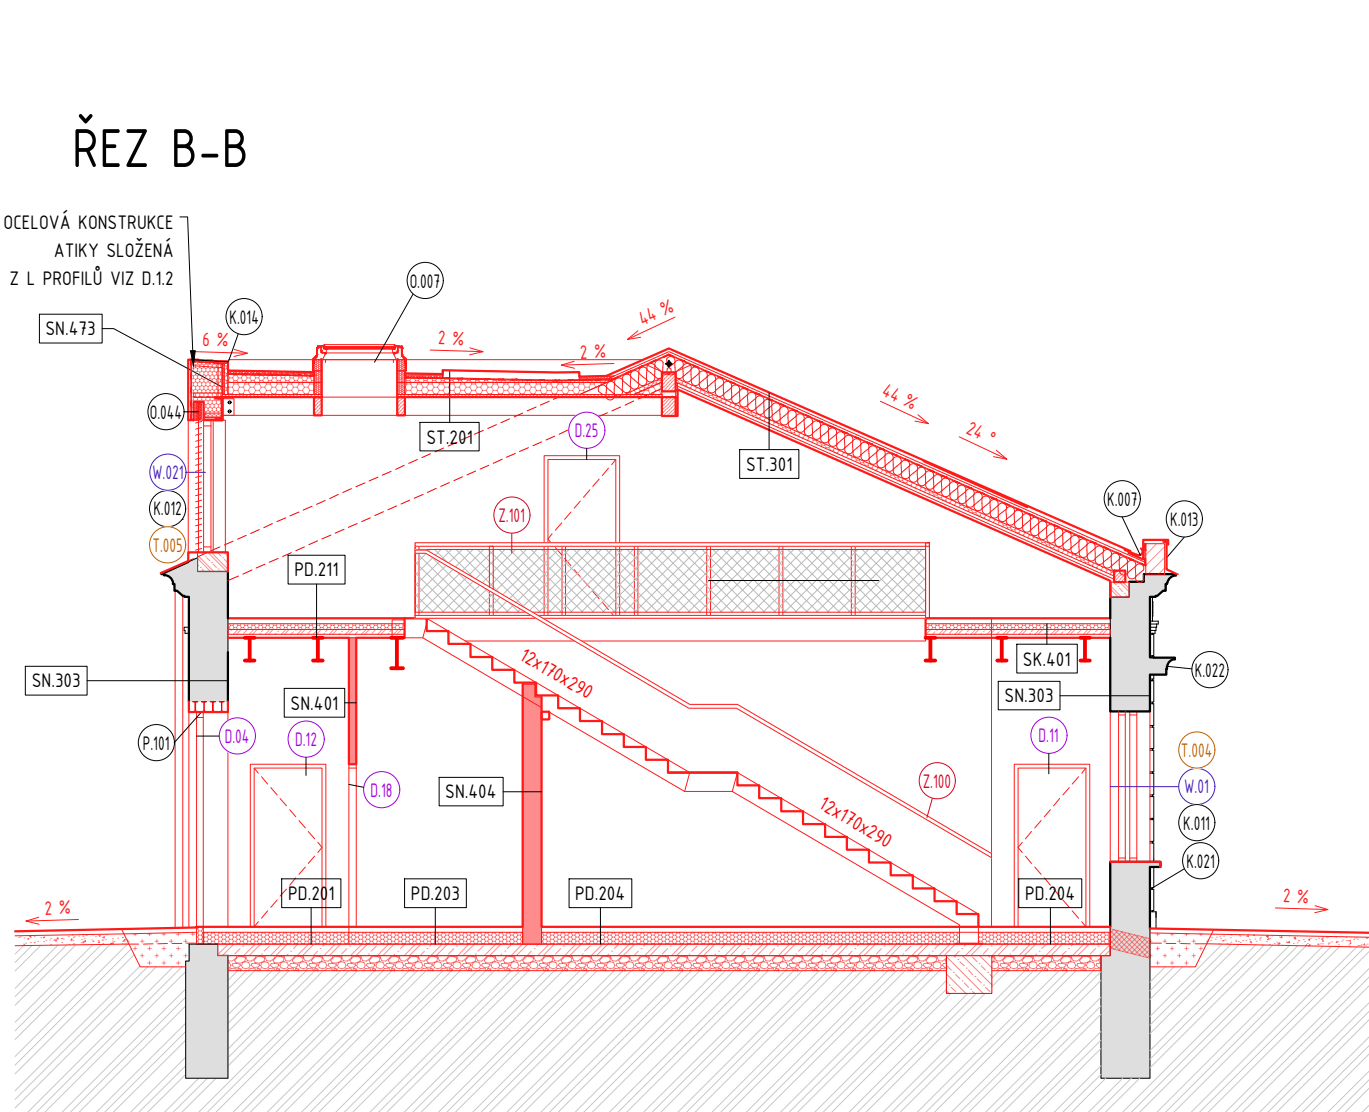 ŘEZ B-B
OCELOVÁ KONSTRUKCE
ATIKY SLOŽENÁ
Z L PROFILŮ VIZ D.1.2
O.007
K.014
SN.473
6 %
2 %
2 %
44 %
O.044
ST.201
D.25
44 %
24 °
ST.301
W.021
K.012
T.005
Z.101
K.007
K.013
PD.211
SN.303
SN.401
12x170x290
SK.401
SN.303
K.022
P.101
D.04
D.12
D.11
T.004
D.18
SN.404
Z.100
W.01
12x170x290
K.011
K.021
PD.201
PD.203
PD.204
PD.204
2 %
2 %